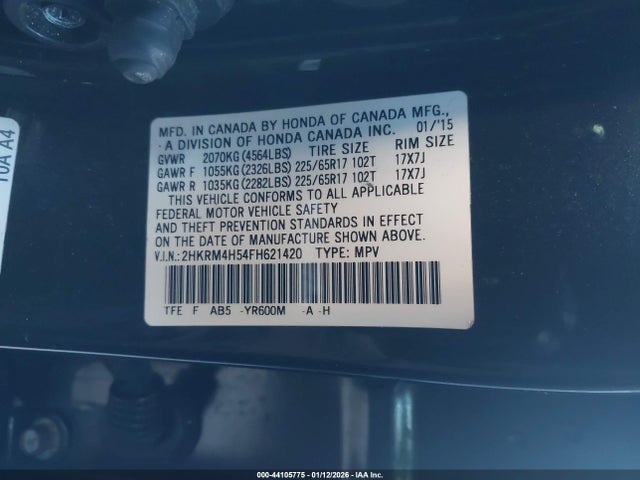 10A A4
MFD. IN CANADA BY HONDA OF CANADA MFG.,
A DIVISION OF HONDA CANADA INC. 01/'15
GVWR 2070KG (4564LBS) TIRE SIZE RIM SIZE
GAWR F 1055KG (2326LBS) 225/65R17 102T 17X7J
GAWR R 1035KG (2282LBS) 225/65R17 102T 17X7J
THIS VEHICLE CONFORMS TO ALL APPLICABLE
FEDERAL MOTOR VEHICLE SAFETY
AND THEFT PREVENTION STANDARDS IN EFFECT
ON THE DATE OF MANUFACTURE SHOWN ABOVE.
V.I.N.: 2HKRM4H54FH621420 TYPE: MPV
TFE F AB5 -YR600M -A -H
000-44105775 - 01/12/2026 - IAA Inc.